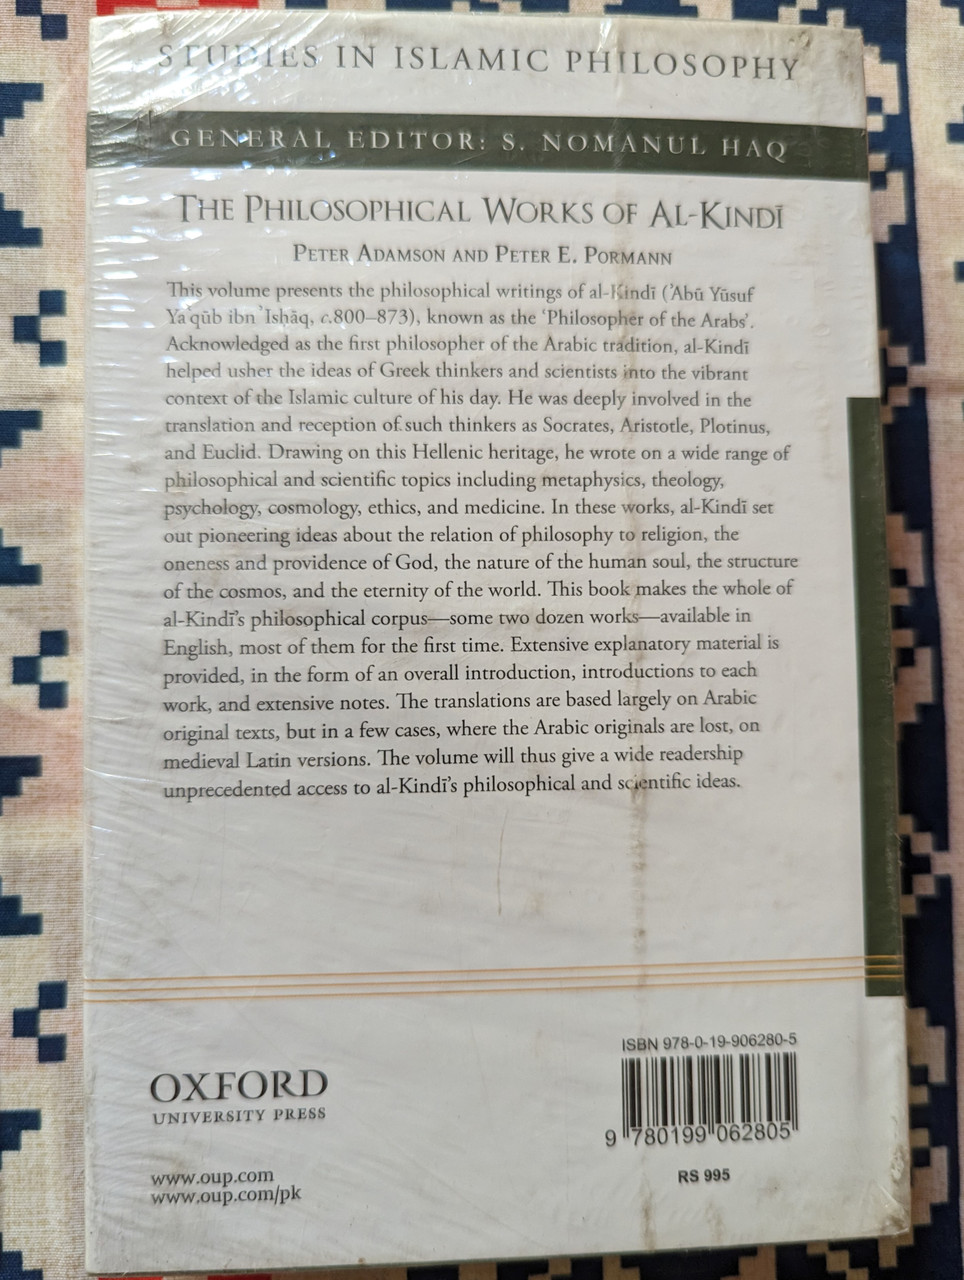 STUDIES IN ISLAMIC PHILOSOPHY
GENERAL EDITOR: S. NOMANUL HAQ
THE PHILOSOPHICAL WORKS OF AL-KINDĪ
PETER ADAMSON AND PETER E. PORMANN
This volume presents the philosophical writings of al-Kindī (ʾAbū Yūsuf
Yaʿqūb ibn ʾIsḥāq, c.800–873), known as the ‘Philosopher of the Arabs’.
Acknowledged as the first philosopher of the Arabic tradition, al-Kindī
helped usher the ideas of Greek thinkers and scientists into the vibrant
context of the Islamic culture of his day. He was deeply involved in the
translation and reception of such thinkers as Socrates, Aristotle, Plotinus,
and Euclid. Drawing on this Hellenic heritage, he wrote on a wide range of
philosophical and scientific topics including metaphysics, theology,
psychology, cosmology, ethics, and medicine. In these works, al-Kindī set
out pioneering ideas about the relation of philosophy to religion, the
oneness and providence of God, the nature of the human soul, the structure
of the cosmos, and the eternity of the world. This book makes the whole of
al-Kindī’s philosophical corpus—some two dozen works—available in
English, most of them for the first time. Extensive explanatory material is
provided, in the form of an overall introduction, introductions to each
work, and extensive notes. The translations are based largely on Arabic
original texts, but in a few cases, where the Arabic originals are lost, on
medieval Latin versions. The volume will thus give a wide readership
unprecedented access to al-Kindī’s philosophical and scientific ideas.
ISBN 978-0-19-906280-5
9 780199 062805
RS 995
OXFORD
UNIVERSITY PRESS
www.oup.com
www.oup.com/pk